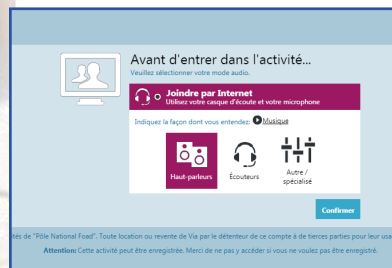 Avant d'entrer dans l'activité...
Veuillez sélectionner votre mode audio.
Joindre par Internet
Utilisez votre casque d'écoute et votre microphone
Indiquez la façon dont vous entendez: Musique
Haut-parleurs
Écouteurs
Autre /
spécialisé
Confirmer
de "Pôle National Foad". Toute location ou revente de Via par le détenteur de ce compte à de tierces parties pour leur
Attention: Cette activité peut être enregistrée. Merci de ne pas y accéder si vous ne voulez pas être enregistré.